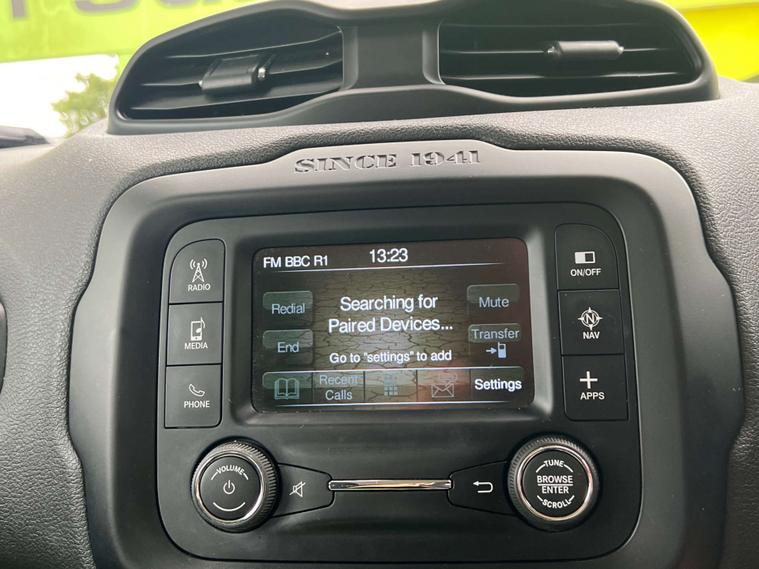 SINCE 1941
FM BBC R1
13:23
RADIO
MEDIA
PHONE
Redial
End
Searching for
Paired Devices...
Go to "settings" to add
Mute
Transfer
Recent
Calls
Settings
ON/OFF
N
NAV
APPS
VOLUME
TUNE
BROWSE
ENTER
SCROLL